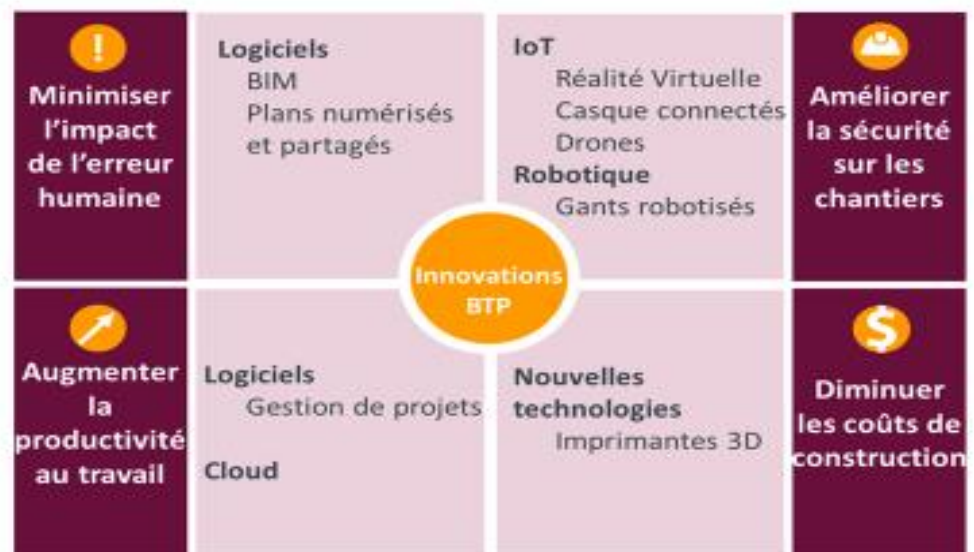 !
Minimiser
l'impact
de l'erreur
humaine
Logiciels
BIM
Plans numérisés
et partagés
IoT
Réalité Virtuelle
Casque connectés
Drones
Robotique
Gants robotisés
Améliorer
la sécurité
sur les
chantiers
Innovations
BTP
Augmenter
la
productivité
au travail
Logiciels
Gestion de projets
Cloud
Nouvelles
technologies
Imprimantes 3D
$
Diminuer
les coûts de
construction